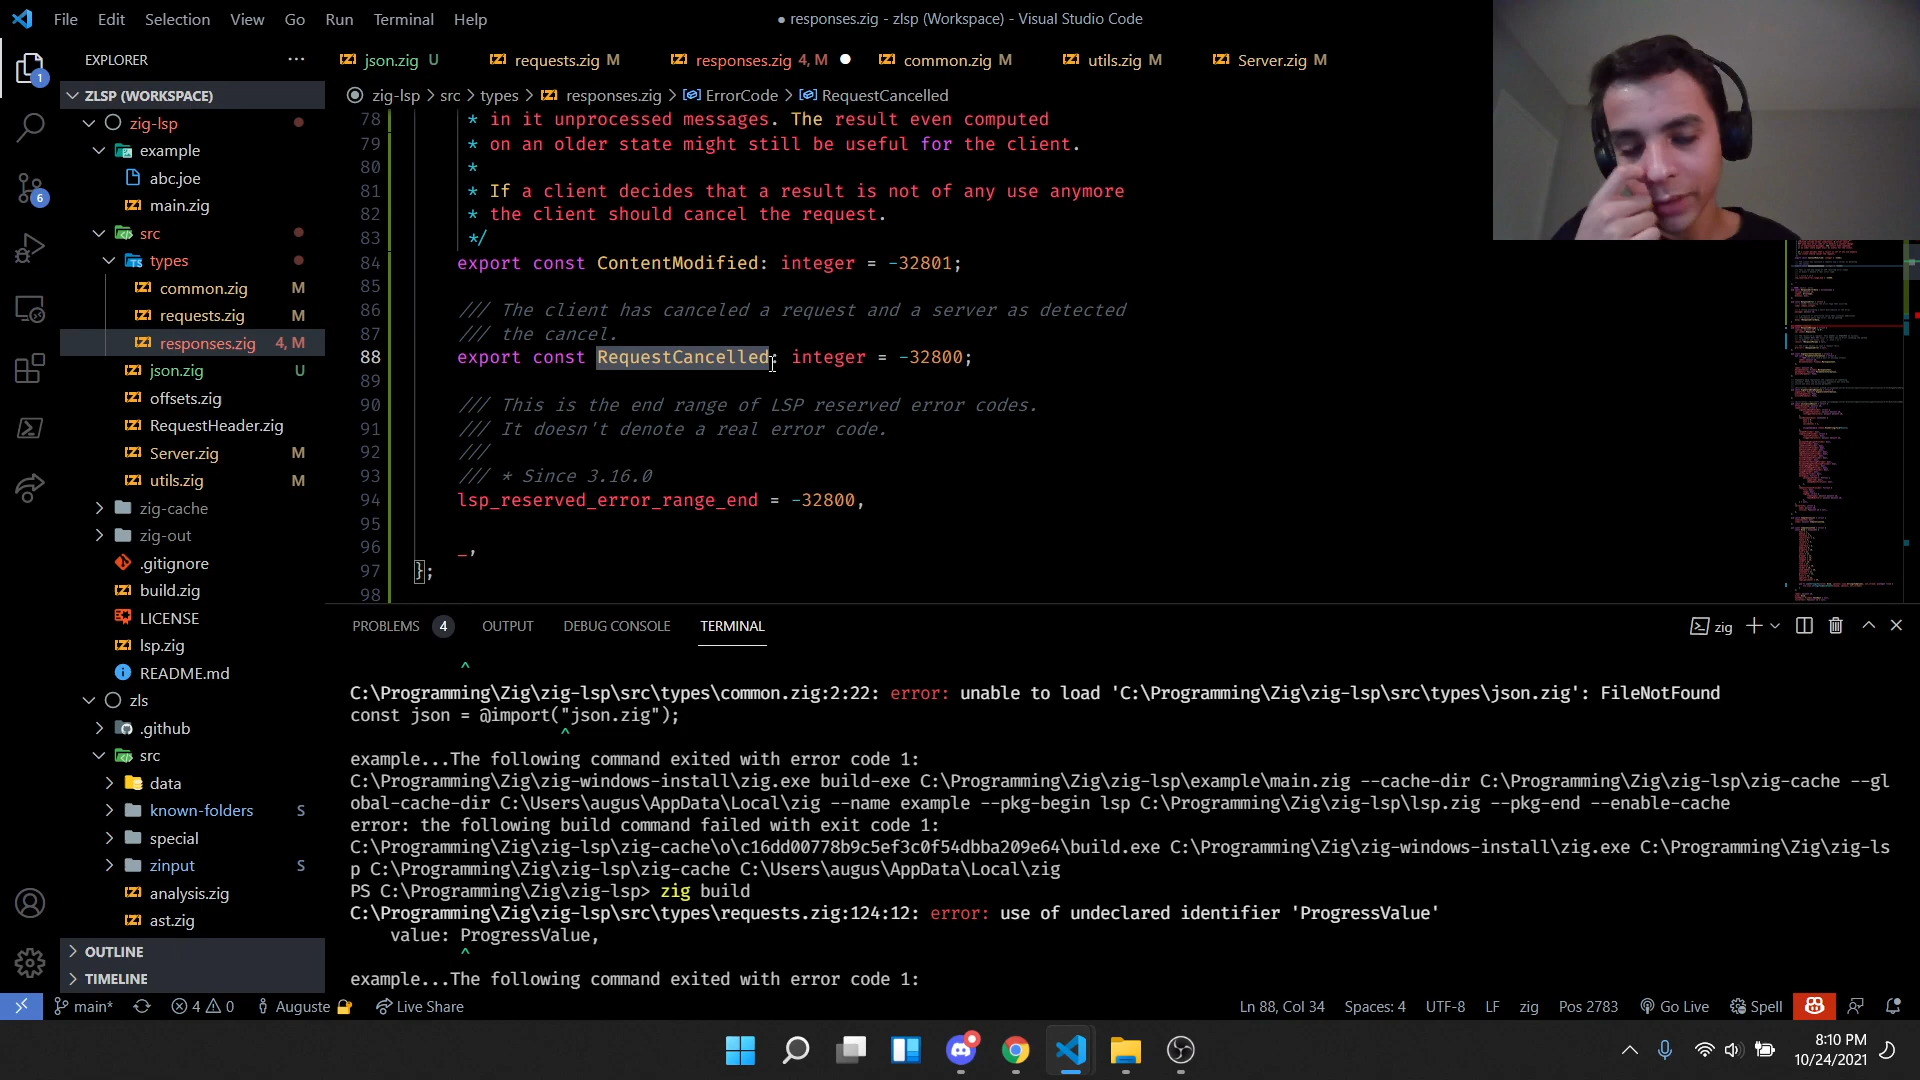 File Edit Selection View Go Run Terminal Help
● responses.zig - zlsp (Workspace) - Visual Studio Code
EXPLORER
json.zig U requests.zig M responses.zig 4, M common.zig M utils.zig M Server.zig M
zig-lsp > src > types > responses.zig > ErrorCode > RequestCancelled
ZLSP (WORKSPACE)
zig-lsp
example
abc.joe
main.zig
src
types
common.zig M
requests.zig M
responses.zig 4, M
json.zig U
offsets.zig
RequestHeader.zig
Server.zig M
utils.zig M
zig-cache
zig-out
.gitignore
build.zig
LICENSE
lsp.zig
README.md
zls
.github
src
data
known-folders S
special
zinput S
analysis.zig
ast.zig
OUTLINE
TIMELINE
1
6
78 * in it unprocessed messages. The result even computed
79 * on an older state might still be useful for the client.
80 *
81 * If a client decides that a result is not of any use anymore
82 * the client should cancel the request.
83 */
84 export const ContentModified: integer = -32801;
85
86 /// The client has canceled a request and a server as detected
87 /// the cancel.
88 export const RequestCancelled: integer = -32800;
89
90 /// This is the end range of LSP reserved error codes.
91 /// It doesn't denote a real error code.
92 ///
93 /// * Since 3.16.0
94 lsp_reserved_error_range_end = -32800,
95
96 _,
97 };
98
PROBLEMS 4 OUTPUT DEBUG CONSOLE TERMINAL
zig
^
C:\Programming\Zig\zig-lsp\src\types\common.zig:2:22: error: unable to load 'C:\Programming\Zig\zig-lsp\src\types\json.zig': FileNotFound
const json = @import("json.zig");
^
example...The following command exited with error code 1:
C:\Programming\Zig\zig-windows-install\zig.exe build-exe C:\Programming\Zig\zig-lsp\example\main.zig --cache-dir C:\Programming\Zig\zig-lsp\zig-cache --gl
obal-cache-dir C:\Users\augus\AppData\Local\zig --name example --pkg-begin lsp C:\Programming\Zig\zig-lsp\lsp.zig --pkg-end --enable-cache
error: the following build command failed with exit code 1:
C:\Programming\Zig\zig-lsp\zig-cache\o\c16dd00778b9c5ef3c0f54dbba209e64\build.exe C:\Programming\Zig\zig-windows-install\zig.exe C:\Programming\Zig\zig-ls
p C:\Programming\Zig\zig-lsp\zig-cache C:\Users\augus\AppData\Local\zig
PS C:\Programming\Zig\zig-lsp> zig build
C:\Programming\Zig\zig-lsp\src\types\requests.zig:124:12: error: use of undeclared identifier 'ProgressValue'
value: ProgressValue,
^
example...The following command exited with error code 1:
main* 4 0 Auguste Live Share Ln 88, Col 34 Spaces: 4 UTF-8 LF zig Pos 2783 Go Live Spell
8:10 PM
10/24/2021